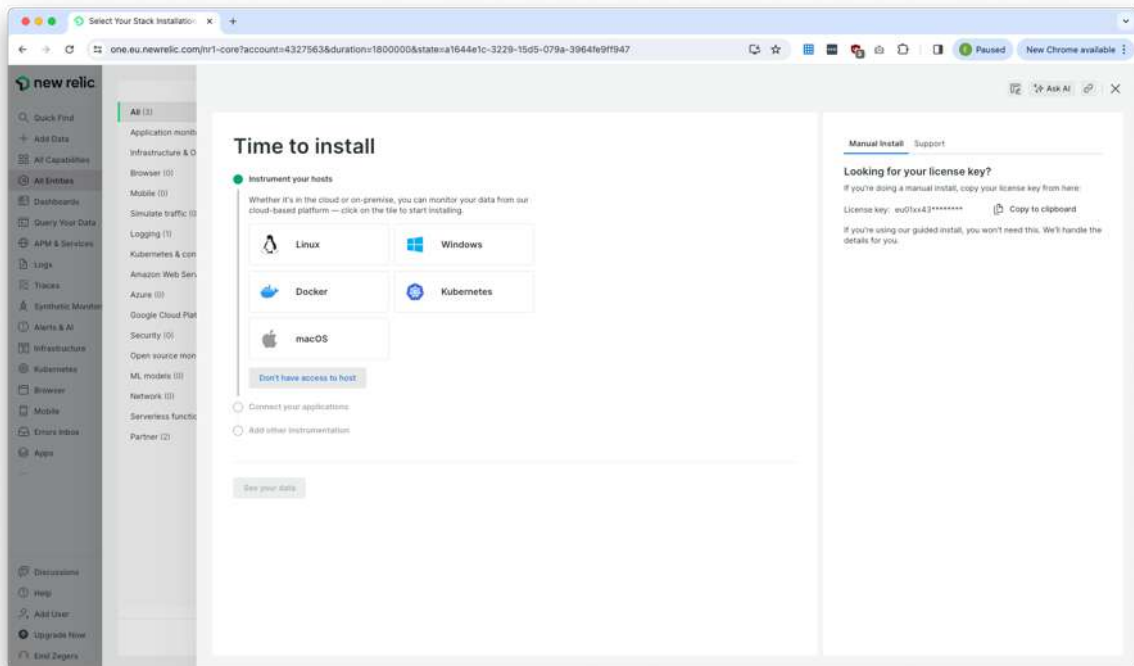 Select Your Stack Installatio
one.eu.newrelic.com/nr1-core?account=4327563&duration=1800000&state=a1644e1c-3229-15d5-079a-3964fe9ff947
Paused
New Chrome available
new relic
Quick Find
Add Data
All Capabilities
All Entities
Dashboards
Query Your Data
APM & Services
Logs
Traces
Synthetic Monitor
Alerts & AI
Infrastructure
Kubernetes
Browser
Mobile
Errors Inbox
Apps
...
Discussions
Help
Add User
Upgrade Now
Emil Zegers
All (3)
Application monit
Infrastructure & O
Browser (0)
Mobile (0)
Simulate traffic (0
Logging (1)
Kubernetes & con
Amazon Web Serv
Azure (0)
Google Cloud Plat
Security (0)
Open source mon
ML models (0)
Network (0)
Serverless functio
Partner (2)
Ask AI
Time to install
Instrument your hosts
Whether it's in the cloud or on-premise, you can monitor your data from our
cloud-based platform — click on the tile to start installing.
Linux
Windows
Docker
Kubernetes
macOS
Don't have access to host
Connect your applications
Add other instrumentation
See your data
Manual Install
Support
Looking for your license key?
If you're doing a manual install, copy your license key from here:
License key: eu01xx43********
Copy to clipboard
If you're using our guided install, you won't need this. We'll handle the
details for you.